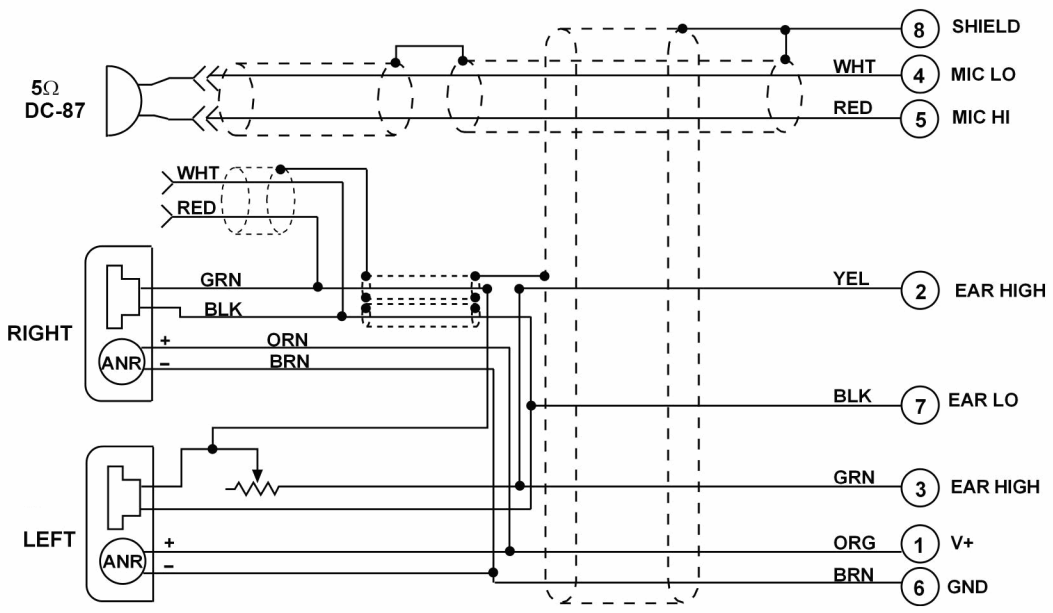 8 SHIELD
WHT 4 MIC LO
5Ω
DC-87
RED 5 MIC HI
WHT
RED
GRN
YEL 2 EAR HIGH
BLK
RIGHT
+ ORN
ANR
− BRN
BLK 7 EAR LO
GRN 3 EAR HIGH
LEFT
+ ORG 1 V+
ANR
− BRN 6 GND